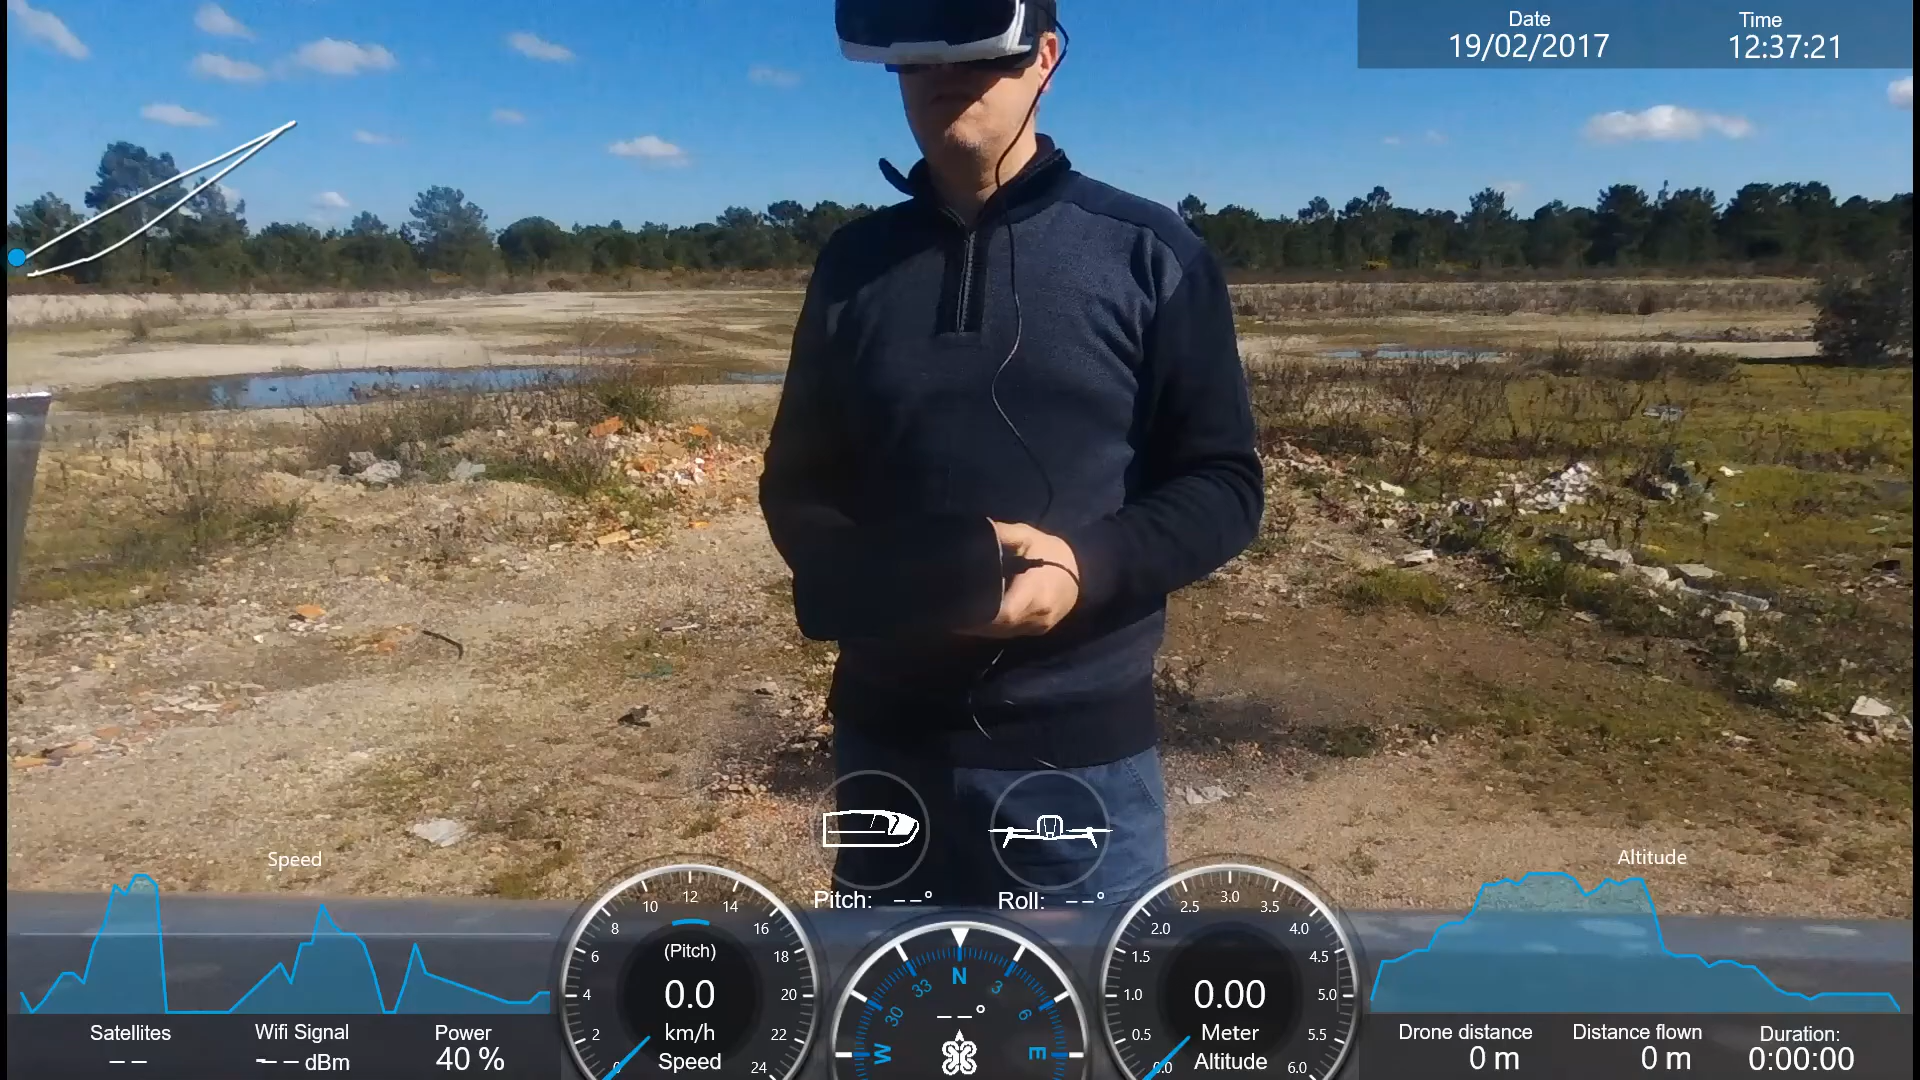 Date
Time
19/02/2017
12:37:21
Speed
Altitude
Pitch: --°
Roll: --°
Satellites
--
Wifi Signal
-- dBm
Power
40 %
0
2
4
6
8
10
12
14
16
18
20
22
24
(Pitch)
0.0
km/h
Speed
W
30
33
N
3
6
E
--°
0.0
0.5
1.0
1.5
2.0
2.5
3.0
3.5
4.0
4.5
5.0
5.5
6.0
0.00
Meter
Altitude
Drone distance
0 m
Distance flown
0 m
Duration:
0:00:00